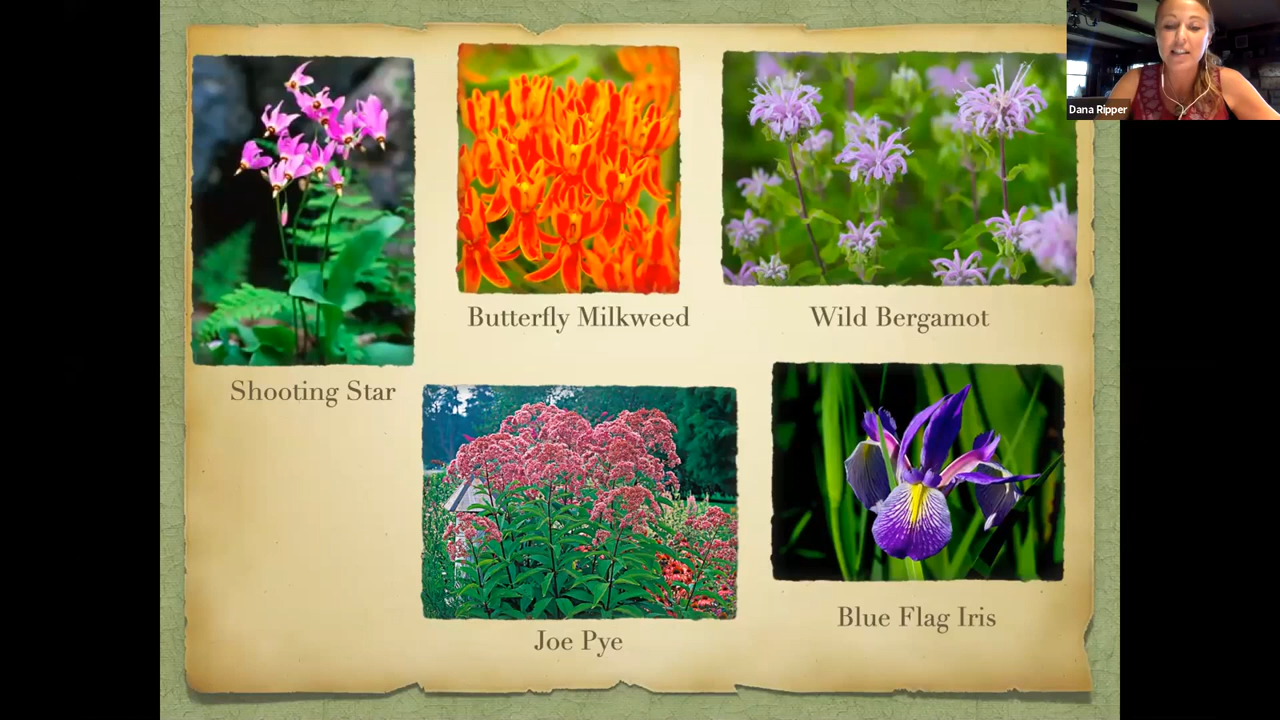 Dana Ripper
Butterfly Milkweed
Wild Bergamot
Shooting Star
Blue Flag Iris
Joe Pye